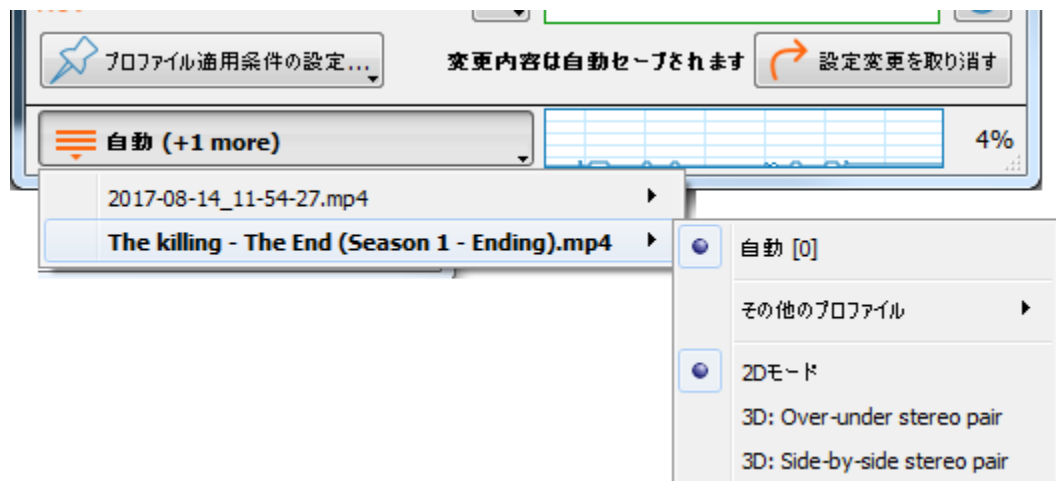 プロファイル適用条件の設定...
変更内容は自動セーブされます
設定変更を取り消す
自動 (+1 more)
4%
2017-08-14_11-54-27.mp4
The killing - The End (Season 1 - Ending).mp4
自動 [0]
その他のプロファイル
2Dモード
3D: Over-under stereo pair
3D: Side-by-side stereo pair